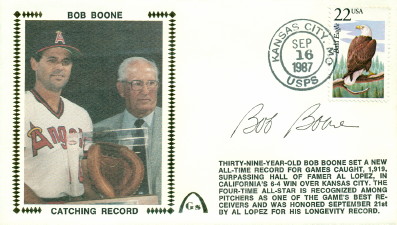 BOB BOONE
CATCHING RECORD
Angels
Gs
KANSAS CITY, MO
SEP
16
1987
USPS
22 USA
Bald Eagle
Bob Boone
THIRTY-NINE-YEAR-OLD BOB BOONE SET A NEW
ALL-TIME RECORD FOR GAMES CAUGHT, 1,919,
SURPASSING HALL OF FAMER AL LOPEZ, IN
CALIFORNIA'S 6-4 WIN OVER KANSAS CITY. THE
FOUR-TIME ALL-STAR IS RECOGNIZED AMONG
PITCHERS AS ONE OF THE GAME'S BEST RE-
CEIVERS AND WAS HONORED SEPTEMBER 21st
BY AL LOPEZ FOR HIS LONGEVITY RECORD.